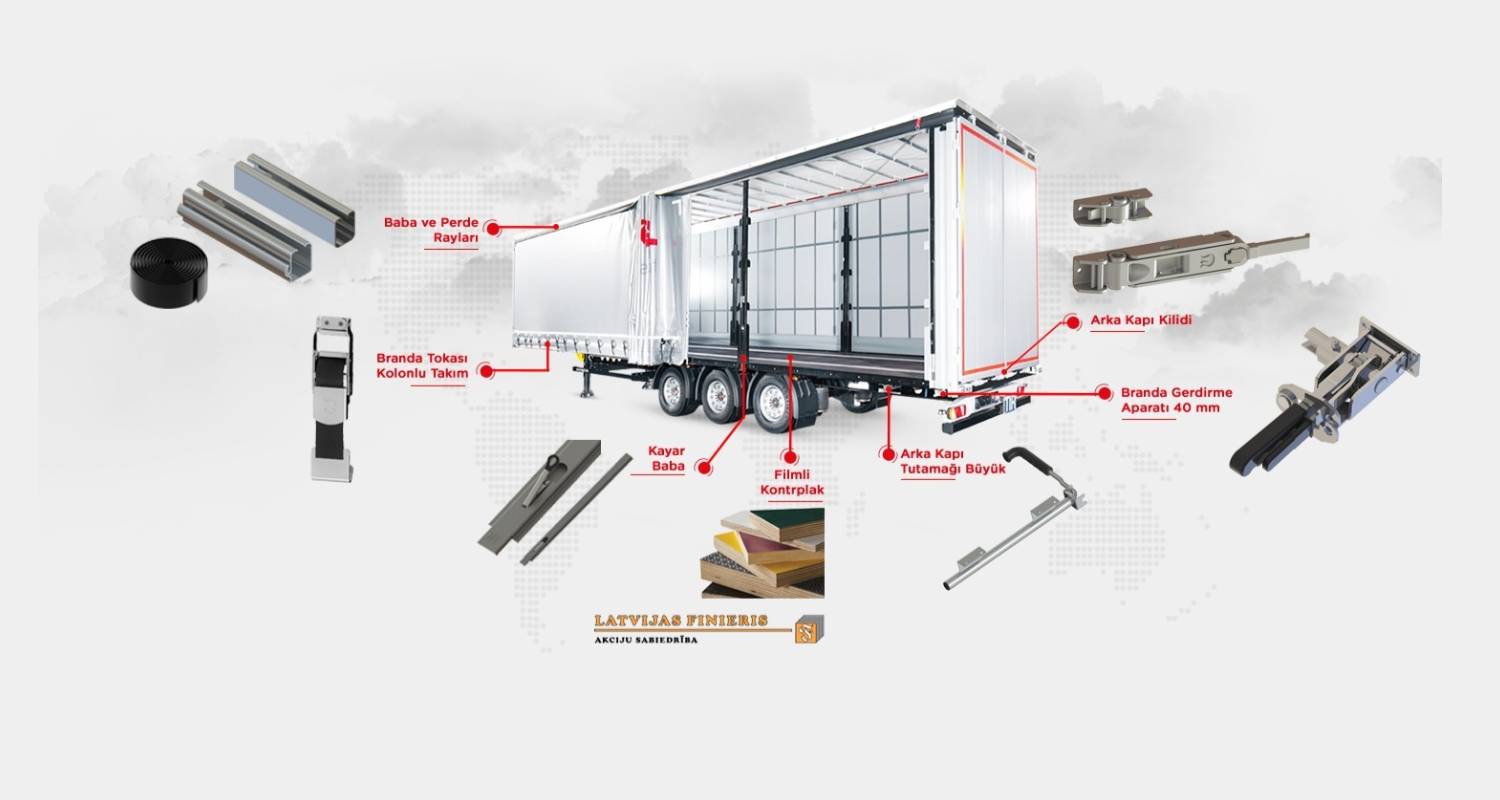 Baba ve Perde
Rayları
Branda Tokası
Kolonlu Takım
Kayar
Baba
Filmli
Kontrplak
Arka Kapı
Tutamağı Büyük
Arka Kapı Kilidi
Branda Gerdirme
Aparatı 40 mm
LATVIJAS FINIERIS
AKCIJU SABIEDRĪBA